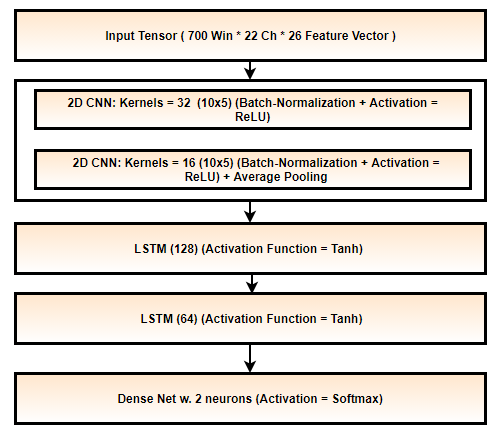 Input Tensor ( 700 Win * 22 Ch * 26 Feature Vector )
2D CNN: Kernels = 32  (10x5) (Batch-Normalization + Activation =
ReLU)
2D CNN: Kernels = 16 (10x5) (Batch-Normalization + Activation =
ReLU) + Average Pooling
LSTM (128) (Activation Function = Tanh)
LSTM (64) (Activation Function = Tanh)
Dense Net w. 2 neurons (Activation = Softmax)